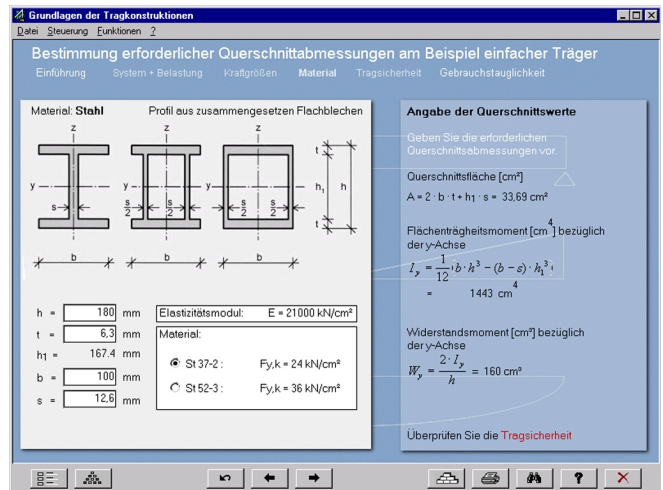 Grundlagen der Tragkonstruktionen
Datei Steuerung Funktionen ?
Bestimmung erforderlicher Querschnittabmessungen am Beispiel einfacher Träger
Einführung System + Belastung Kraftgrößen Material Tragsicherheit Gebrauchstauglichkeit
Material: Stahl Profil aus zusammengesetzen Flachblechen
z z z
t
y y y h1 h
s s/2 s/2 s/2 s/2
t
b b b
h = 180 mm
t = 6,3 mm
h1 = 167.4 mm
b = 100 mm
s = 12,6 mm
Elastizitätsmodul: E = 21000 kN/cm²
Material:
St 37-2 : Fy,k = 24 kN/cm²
St 52-3 : Fy,k = 36 kN/cm²
Angabe der Querschnittswerte
Geben Sie die erforderlichen
Querschnittsabmessungen vor.
Querschnittsfläche [cm²]
A = 2 · b · t + h1 · s = 33,69 cm²
Flächenträgheitsmoment [cm4] bezüglich
der y-Achse
Iy = 1/12 · b · h³ − (b − s) · h1³
= 1443 cm4
Widerstandsmoment [cm³] bezüglich
der y-Achse
Wy = 2 · Iy / h = 160 cm³
Überprüfen Sie die Tragsicherheit
?